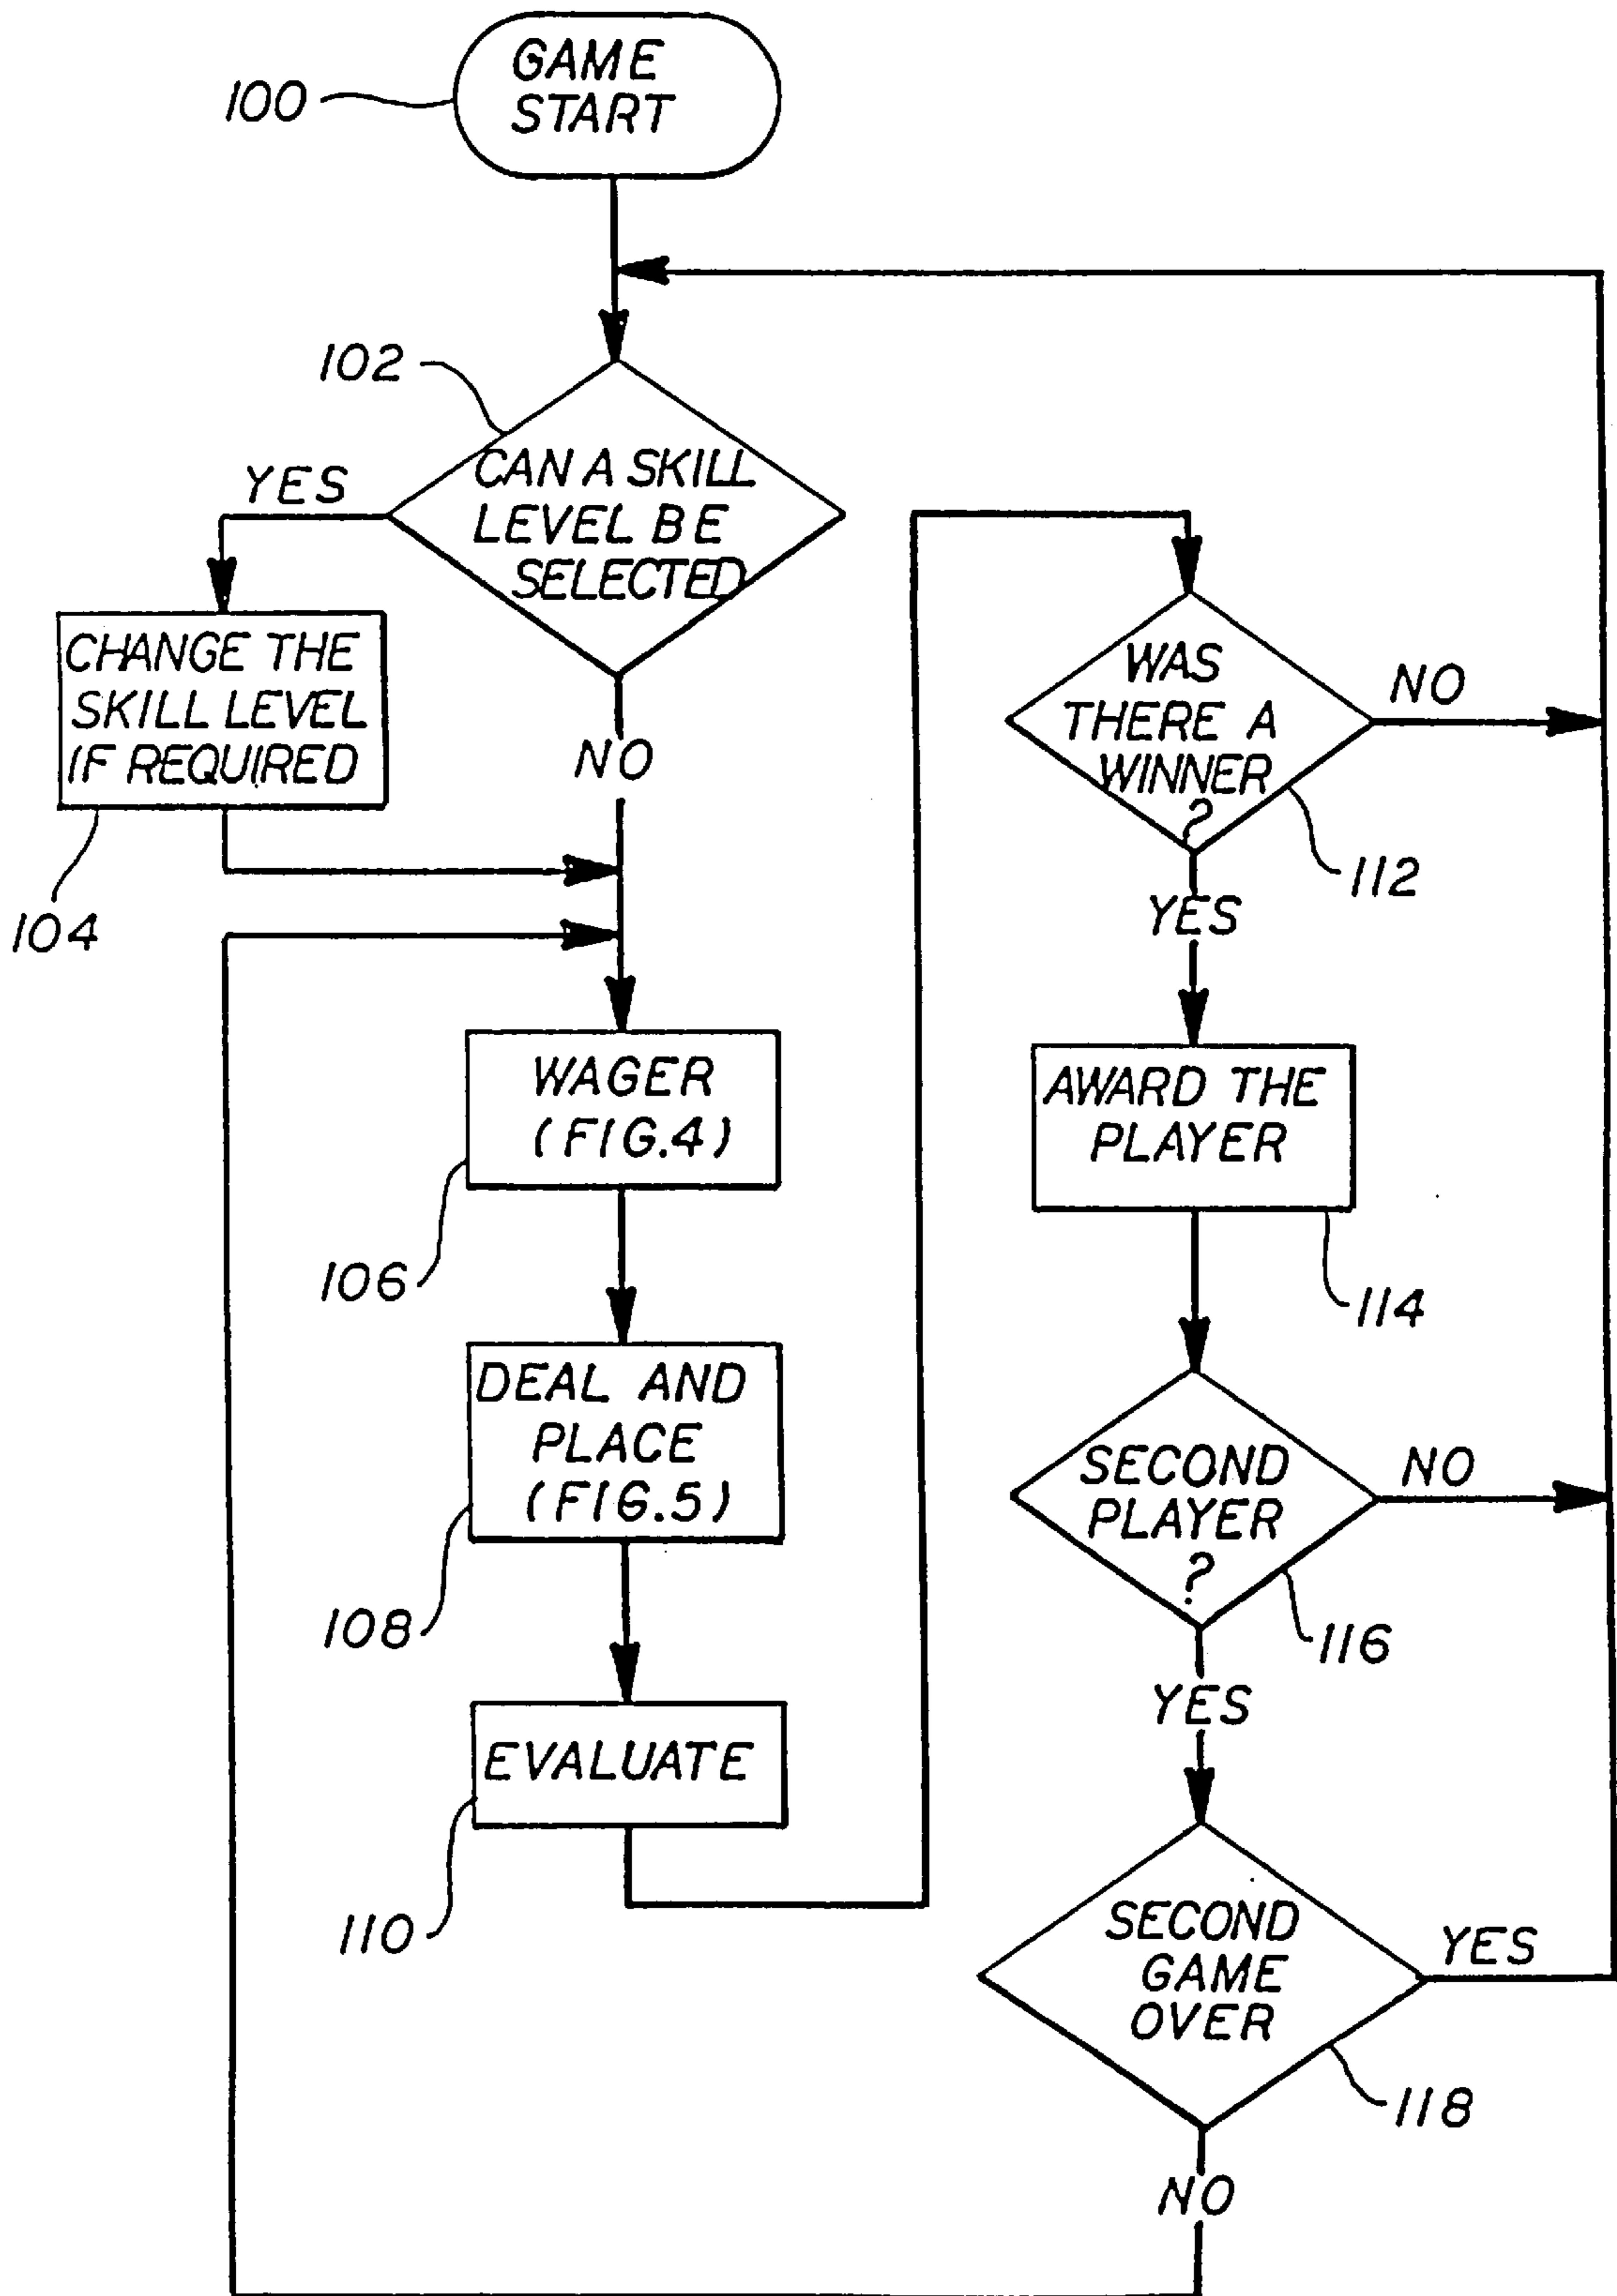 GAME
START
100
102
CAN A SKILL
LEVEL BE
SELECTED
YES
NO
CHANGE THE
SKILL LEVEL
IF REQUIRED
104
WAGER
(FIG.4)
106
DEAL AND
PLACE
(FIG.5)
108
EVALUATE
110
WAS
THERE A
WINNER
?
NO
112
YES
AWARD THE
PLAYER
114
SECOND
PLAYER
?
NO
116
YES
SECOND
GAME
OVER
YES
118
NO